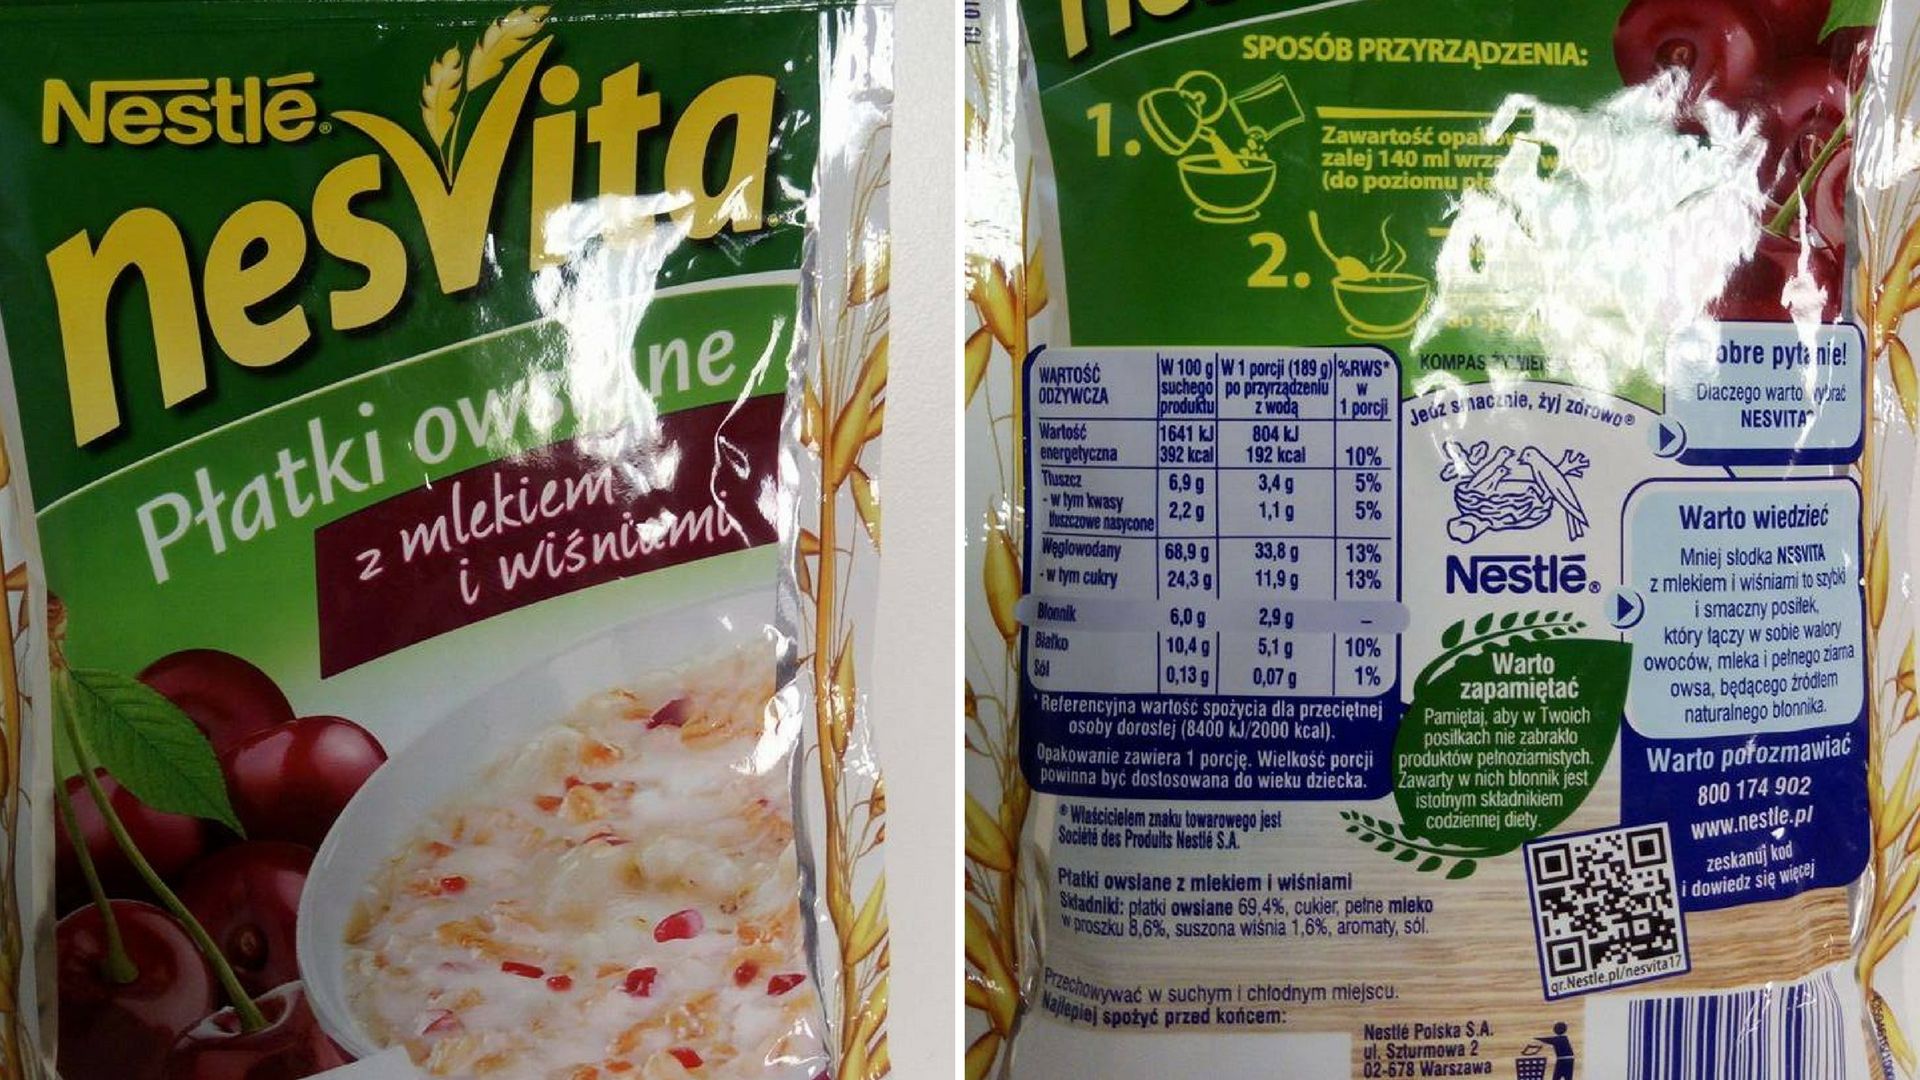 Nestlé®
nesVita
Płatki
z mlekiem
i wiśniami
SPOSÓB PRZYRZĄDZENIA:
1.
Zawartość
zalej 140 ml
(do poziomu
2.
WARTOŚĆ ODŻYWCZA
W 100 g suchego produktu
W 1 porcji (189 g) po przyrządzeniu z wodą
%RWS* w 1 porcji
Wartość energetyczna 1641 kJ 392 kcal 804 kJ 192 kcal 10%
Tłuszcz 6,9 g 3,4 g 5%
- w tym kwasy tłuszczowe nasycone 2,2 g 1,1 g 5%
Węglowodany 68,9 g 33,8 g 13%
- w tym cukry 24,3 g 11,9 g 13%
Błonnik 6,0 g 2,9 g –
Białko 10,4 g 5,1 g 10%
Sól 0,13 g 0,07 g 1%
* Referencyjna wartość spożycia dla przeciętnej
osoby dorosłej (8400 kJ/2000 kcal).
Opakowanie zawiera 1 porcję. Wielkość porcji
powinna być dostosowana do wieku dziecka.
® Właścicielem znaku towarowego jest
Société des Produits Nestlé S.A.
Płatki owsiane z mlekiem i wiśniami
Składniki: płatki owsiane 69,4%, cukier, pełne mleko
w proszku 8,6%, suszona wiśnia 1,6%, aromaty, sól.
Przechowywać w suchym i chłodnym miejscu.
Najlepiej spożyć przed końcem:
Nestlé Polska S.A.
ul. Szturmowa 2
02-678 Warszawa
KOMPAS
Jedz smacznie, żyj zdrowo®
Nestlé®
Warto
zapamiętać
Pamiętaj, aby w Twoich
posiłkach nie zabrakło
produktów pełnoziarnistych.
Zawarty w nich błonnik jest
istotnym składnikiem
codziennej diety.
Dobre pytanie!
Dlaczego warto wybrać
NESVITA?
Warto wiedzieć
Mniej słodka NESVITA
z mlekiem i wiśniami to szybki
i smaczny posiłek,
który łączy w sobie walory
owoców, mleka i pełnego ziarna
owsa, będącego źródłem
naturalnego błonnika.
Warto porozmawiać
800 174 902
www.nestle.pl
zeskanuj kod
i dowiedz się więcej
qr.Nestle.pl/nesvita17